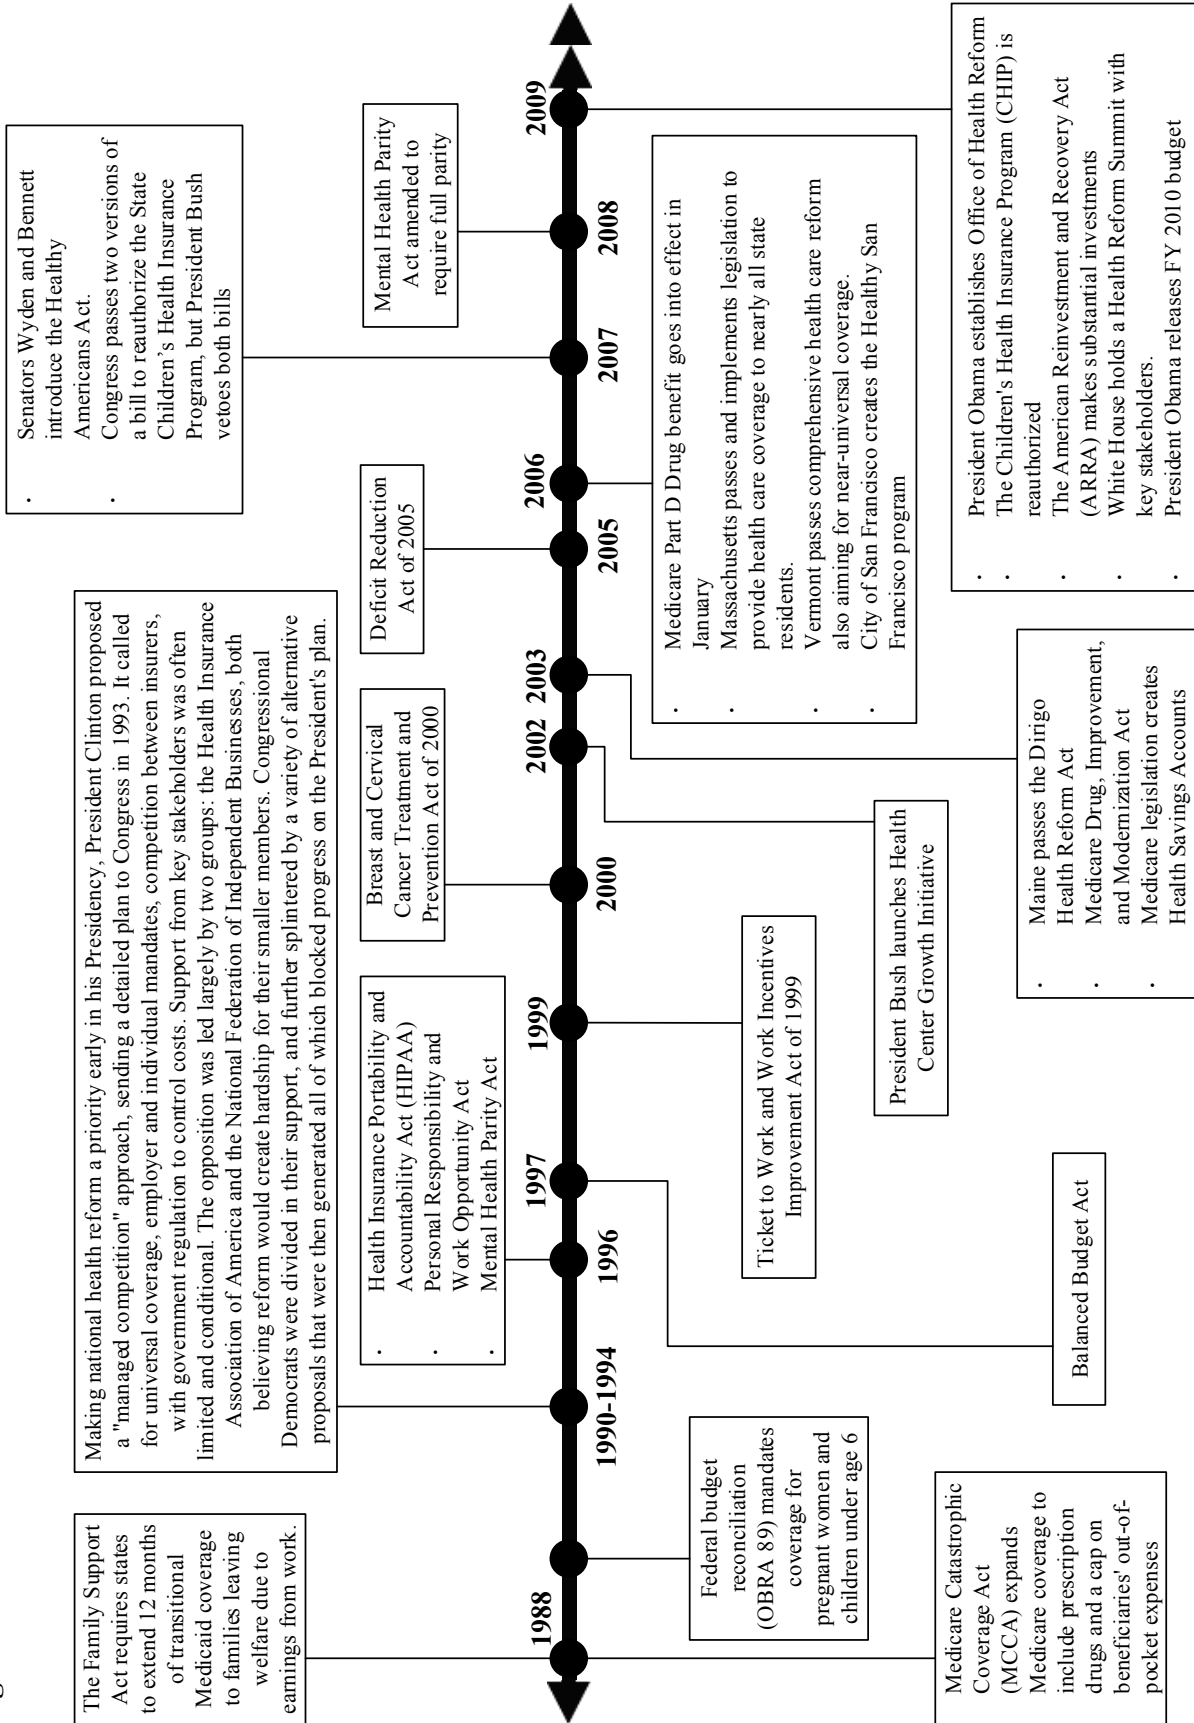 The Family Support
Act requires states
to extend 12 months
of transitional
Medicaid coverage
to families leaving
welfare due to
earnings from work.
Making national health reform a priority early in his Presidency, President Clinton proposed
a "managed competition" approach, sending a detailed plan to Congress in 1993. It called
for universal coverage, employer and individual mandates, competition between insurers,
with government regulation to control costs. Support from key stakeholders was often
limited and conditional. The opposition was led largely by two groups: the Health Insurance
Association of America and the National Federation of Independent Businesses, both
believing reform would create hardship for their smaller members. Congressional
Democrats were divided in their support, and further splintered by a variety of alternative
proposals that were then generated all of which blocked progress on the President's plan.
· Senators Wyden and Bennett
introduce the Healthy
Americans Act.
· Congress passes two versions of
a bill to reauthorize the State
Children's Health Insurance
Program, but President Bush
vetoes both bills
· Health Insurance Portability and
Accountability Act (HIPAA)
· Personal Responsibility and
Work Opportunity Act
· Mental Health Parity Act
Breast and Cervical
Cancer Treatment and
Prevention Act of 2000
Deficit Reduction
Act of 2005
Mental Health Parity
Act amended to
require full parity
1988
1990-1994
1996
1997
1999
2000
2002
2003
2005
2006
2007
2008
2009
Federal budget
reconciliation
(OBRA 89) mandates
coverage for
pregnant women and
children under age 6
Ticket to Work and Work Incentives
Improvement Act of 1999
· Medicare Part D Drug benefit goes into effect in
January
· Massachusetts passes and implements legislation to
provide health care coverage to nearly all state
residents.
· Vermont passes comprehensive health care reform
also aiming for near-universal coverage.
· City of San Francisco creates the Healthy San
Francisco program
President Bush launches Health
Center Growth Initiative
Medicare Catastrophic
Coverage Act
(MCCA) expands
Medicare coverage to
include prescription
drugs and a cap on
beneficiaries' out-of-
pocket expenses
Balanced Budget Act
· Maine passes the Dirigo
Health Reform Act
· Medicare Drug, Improvement,
and Modernization Act
· Medicare legislation creates
Health Savings Accounts
· President Obama establishes Office of Health Reform
· The Children's Health Insurance Program (CHIP) is
reauthorized
· The American Reinvestment and Recovery Act
(ARRA) makes substantial investments
· White House holds a Health Reform Summit with
key stakeholders.
· President Obama releases FY 2010 budget